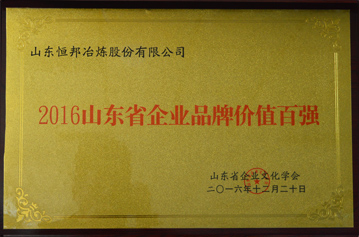 山东恒邦冶炼股份有限公司
2016山东省企业品牌价值百强
山东省企业文化学会
二〇一六年十二月二十日